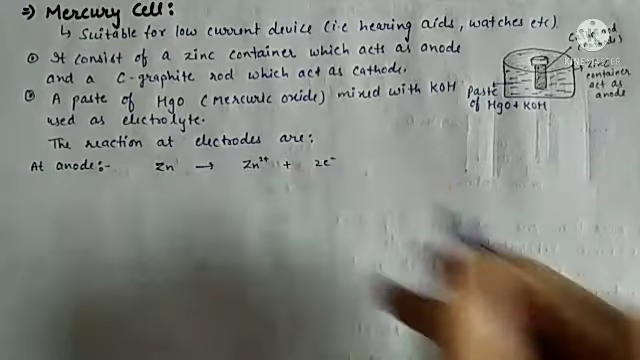 ⇒ Mercury Cell:
↳ Suitable for low current device (i.e hearing aids, watches etc)
① It consist of a zinc container which acts as anode
and a C-graphite rod which act as cathode.
② A paste of HgO (mercuric oxide) mixed with KOH
used as electrolyte.
The reaction at electrodes are:
At anode:- Zn → Zn²⁺ + 2e⁻
container
act as
anode
Paste
of HgO + KOH